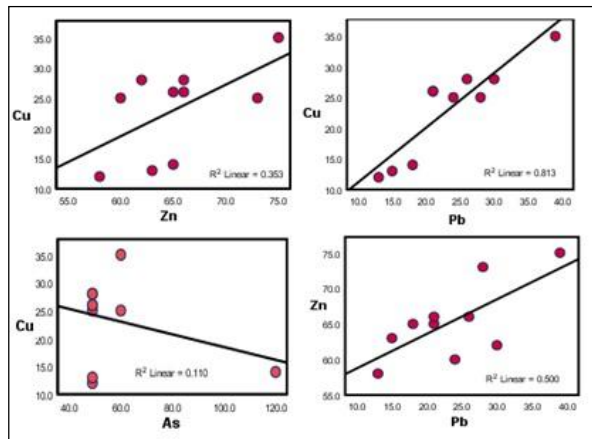 35.0
30.0
25.0
Cu
20.0
15.0
10.0
R² Linear = 0.353
55.0 60.0 65.0 70.0 75.0
Zn
35.0
30.0
25.0
Cu
20.0
15.0
10.0
R² Linear = 0.813
10.0 15.0 20.0 25.0 30.0 35.0 40.0
Pb
35.0
30.0
Cu
25.0
20.0
15.0
10.0
R² Linear = 0.110
40.0 60.0 80.0 100.0 120.0
As
75.0
Zn
70.0
65.0
60.0
55.0
R² Linear = 0.500
10.0 15.0 20.0 25.0 30.0 35.0 40.0
Pb